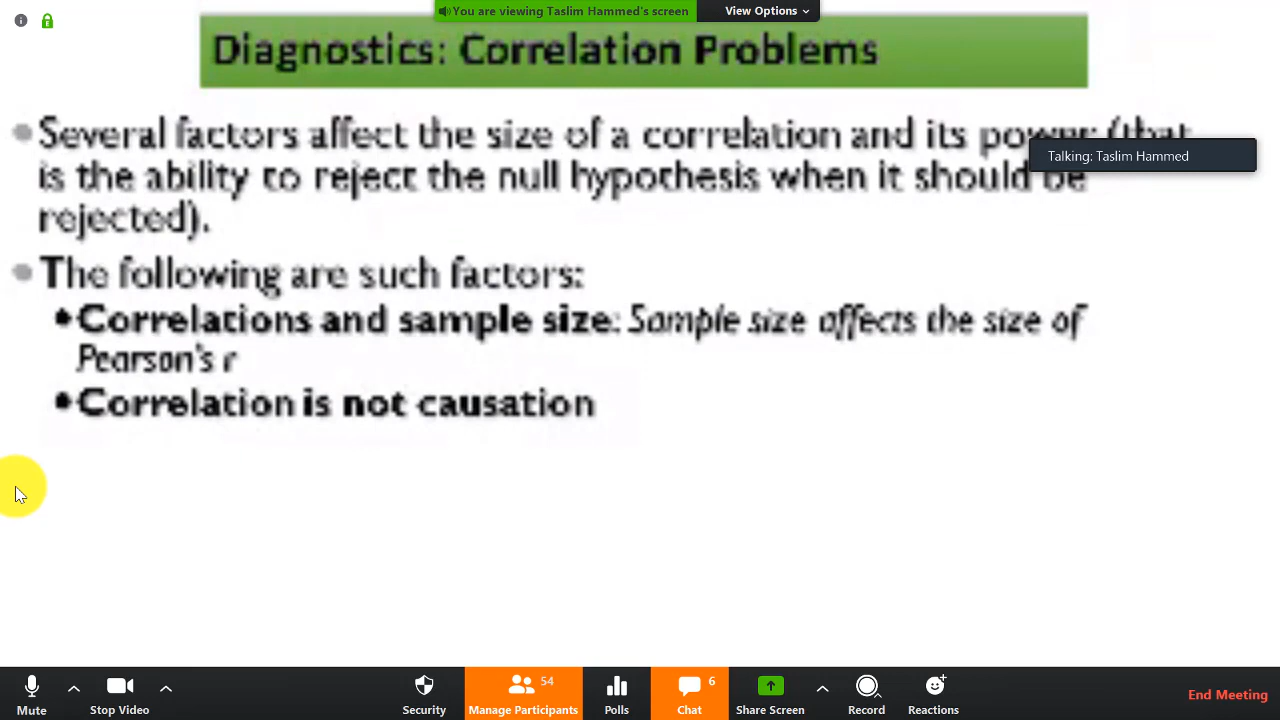 You are viewing Taslim Hammed's screen
View Options
Diagnostics: Correlation Problems
Several factors affect the size of a correlation and its power (that
Talking: Taslim Hammed
is the ability to reject the null hypothesis when it should be
rejected).
The following are such factors:
Correlations and sample size: Sample size affects the size of
Pearson's r
Correlation is not causation
Mute
Stop Video
Security
54
Manage Participants
Polls
6
Chat
Share Screen
Record
Reactions
End Meeting